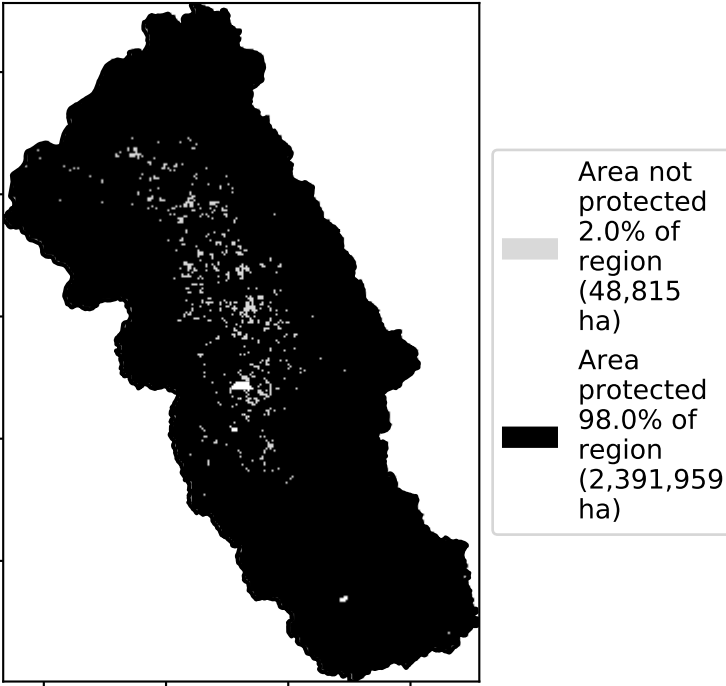 Area not
protected
2.0% of
region
(48,815
ha)
Area
protected
98.0% of
region
(2,391,959
ha)